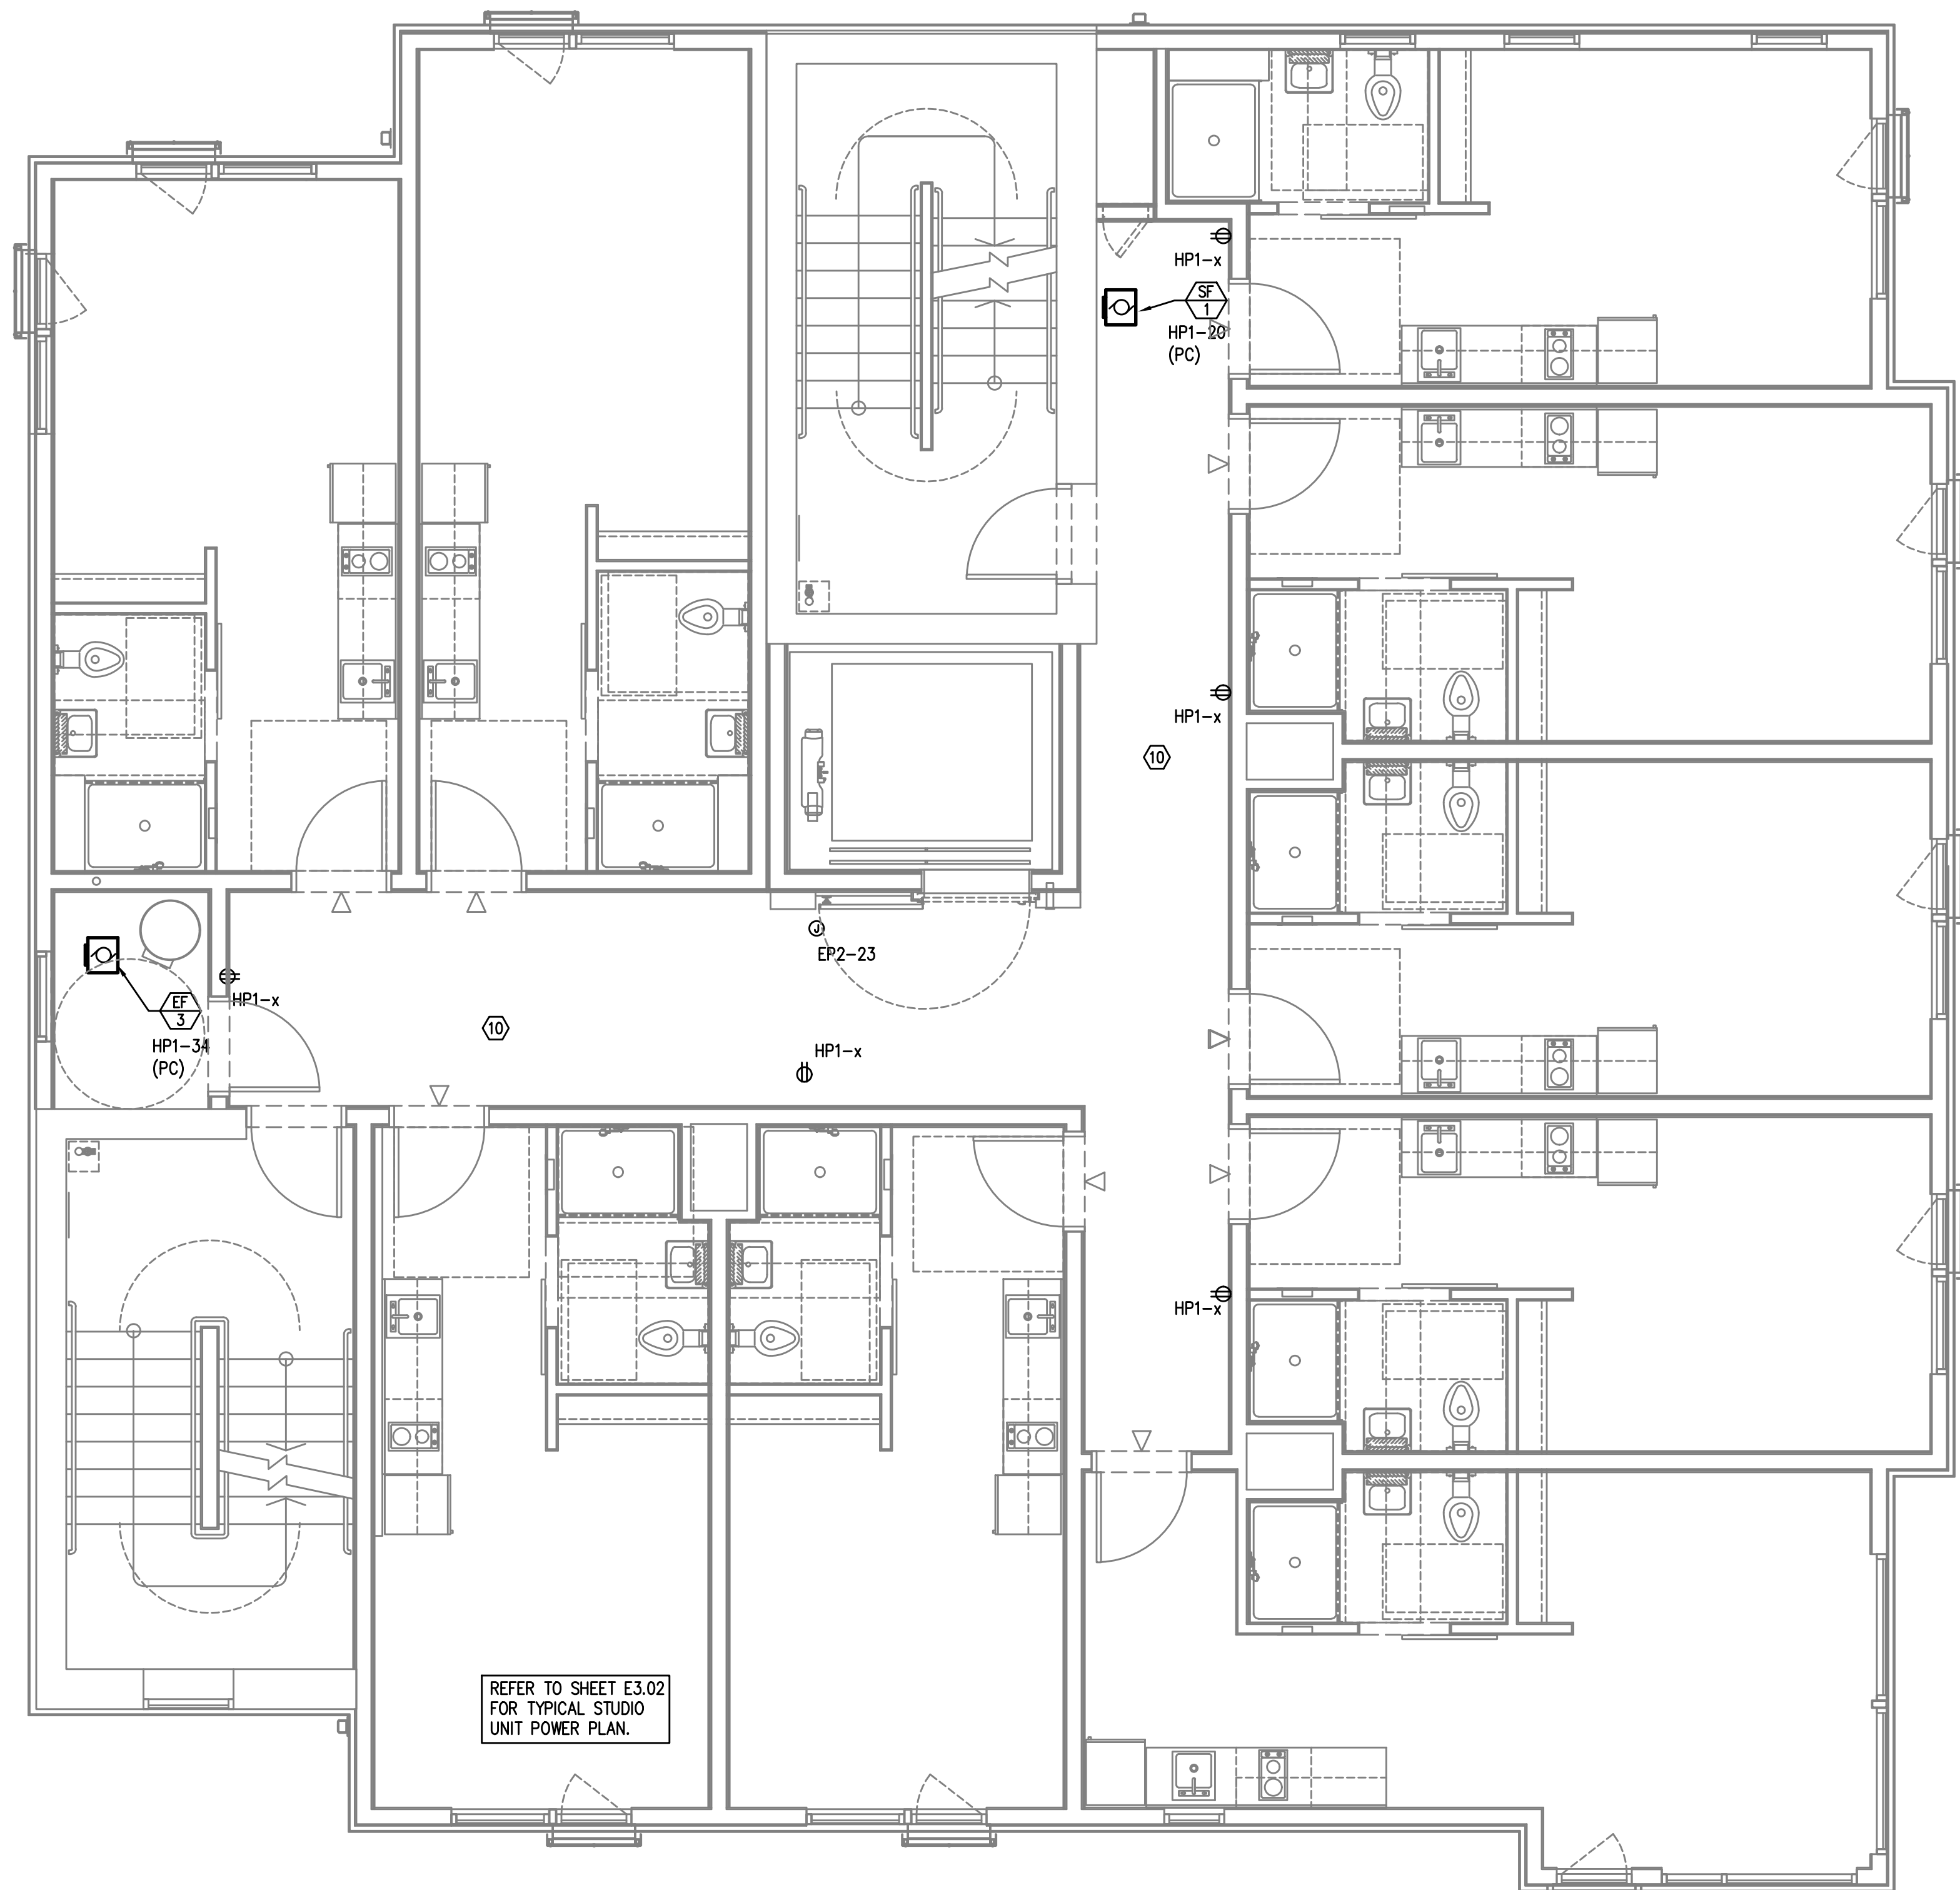 HP1-x
SF
1
HP1-20
(PC)
HP1-x
10
J
EP2-23
HP1-x
EF
3
HP1-34
(PC)
10
HP1-x
HP1-x
REFER TO SHEET E3.02
FOR TYPICAL STUDIO
UNIT POWER PLAN.